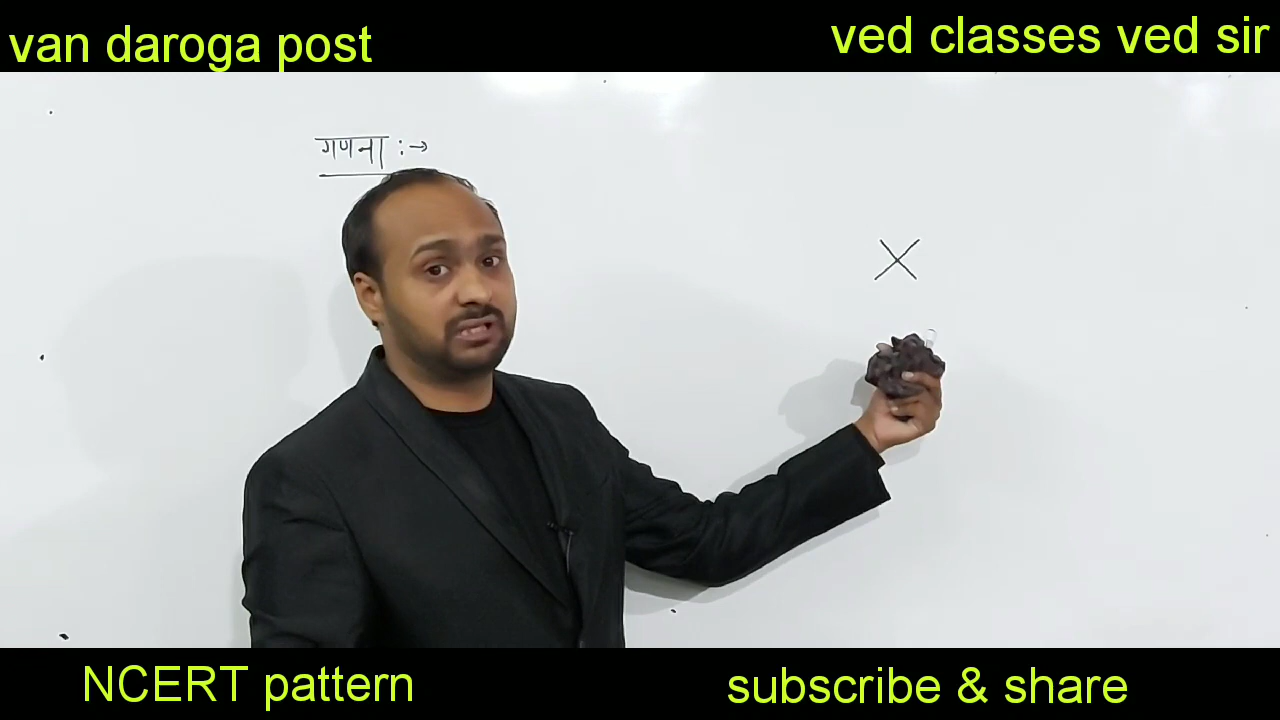 van daroga post
ved classes ved sir
गणना :→
X
NCERT pattern
subscribe & share